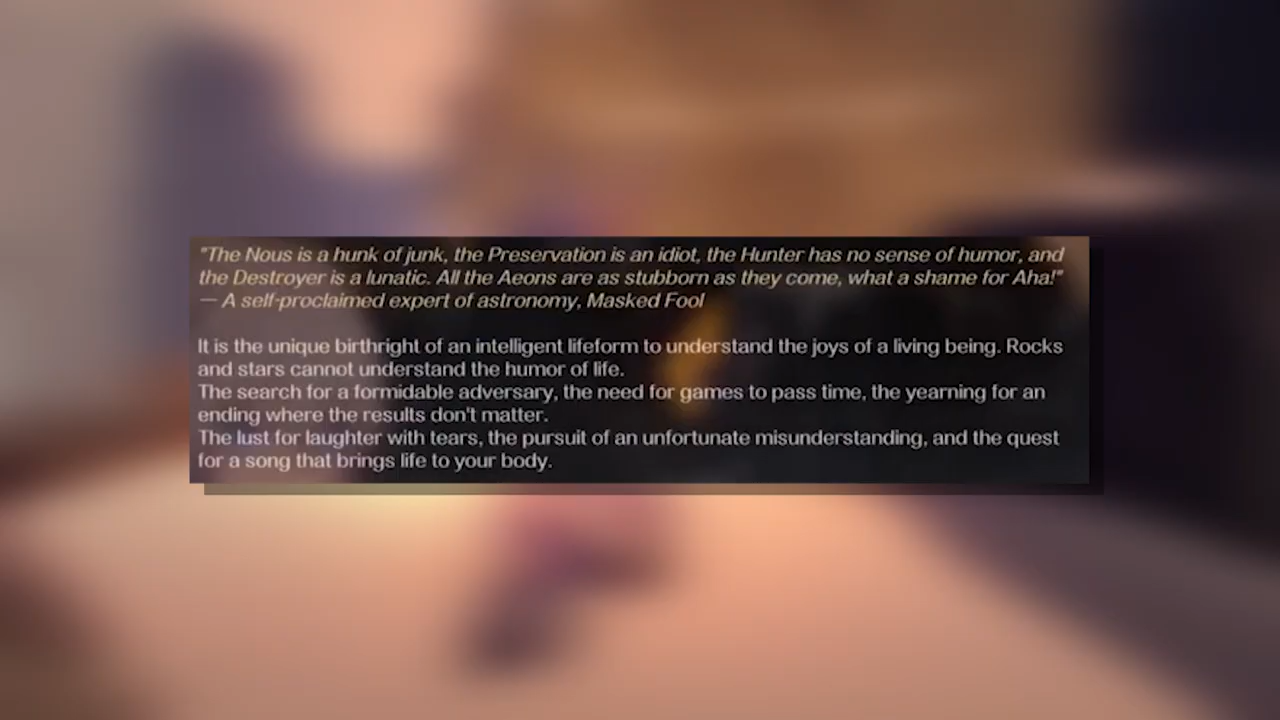 "The Nous is a hunk of junk, the Preservation is an idiot, the Hunter has no sense of humor, and
the Destroyer is a lunatic. All the Aeons are as stubborn as they come, what a shame for Aha!"
— A self-proclaimed expert of astronomy, Masked Fool
It is the unique birthright of an intelligent lifeform to understand the joys of a living being. Rocks
and stars cannot understand the humor of life.
The search for a formidable adversary, the need for games to pass time, the yearning for an
ending where the results don't matter.
The lust for laughter with tears, the pursuit of an unfortunate misunderstanding, and the quest
for a song that brings life to your body.